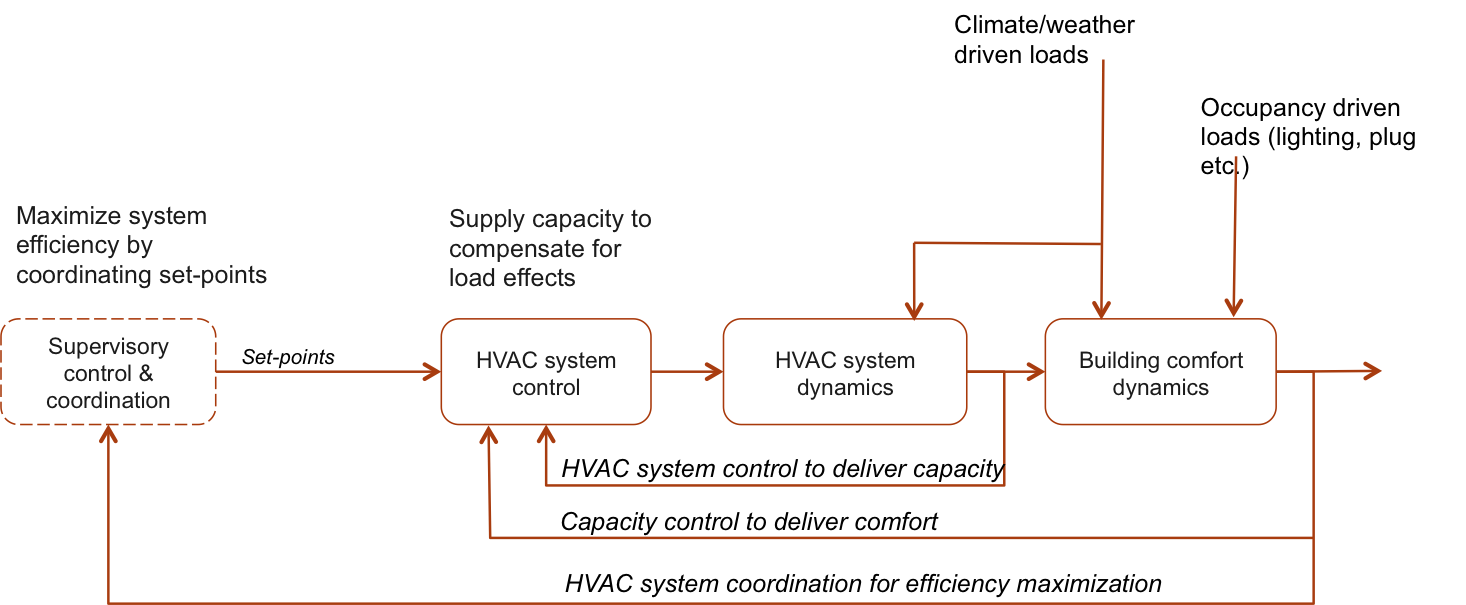 Climate/weather
driven loads
Occupancy driven
loads (lighting, plug
etc.)
Maximize system
efficiency by
coordinating set-points
Supply capacity to
compensate for
load effects
Supervisory
control &
coordination
Set-points
HVAC system
control
HVAC system
dynamics
Building comfort
dynamics
HVAC system control to deliver capacity
Capacity control to deliver comfort
HVAC system coordination for efficiency maximization